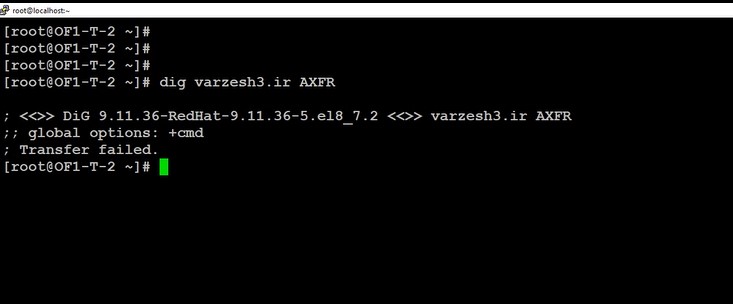 root@localhost:~
[root@OF1-T-2 ~]#
[root@OF1-T-2 ~]#
[root@OF1-T-2 ~]#
[root@OF1-T-2 ~]# dig varzesh3.ir AXFR
; <<>> DiG 9.11.36-RedHat-9.11.36-5.el8_7.2 <<>> varzesh3.ir AXFR
;; global options: +cmd
; Transfer failed.
[root@OF1-T-2 ~]#